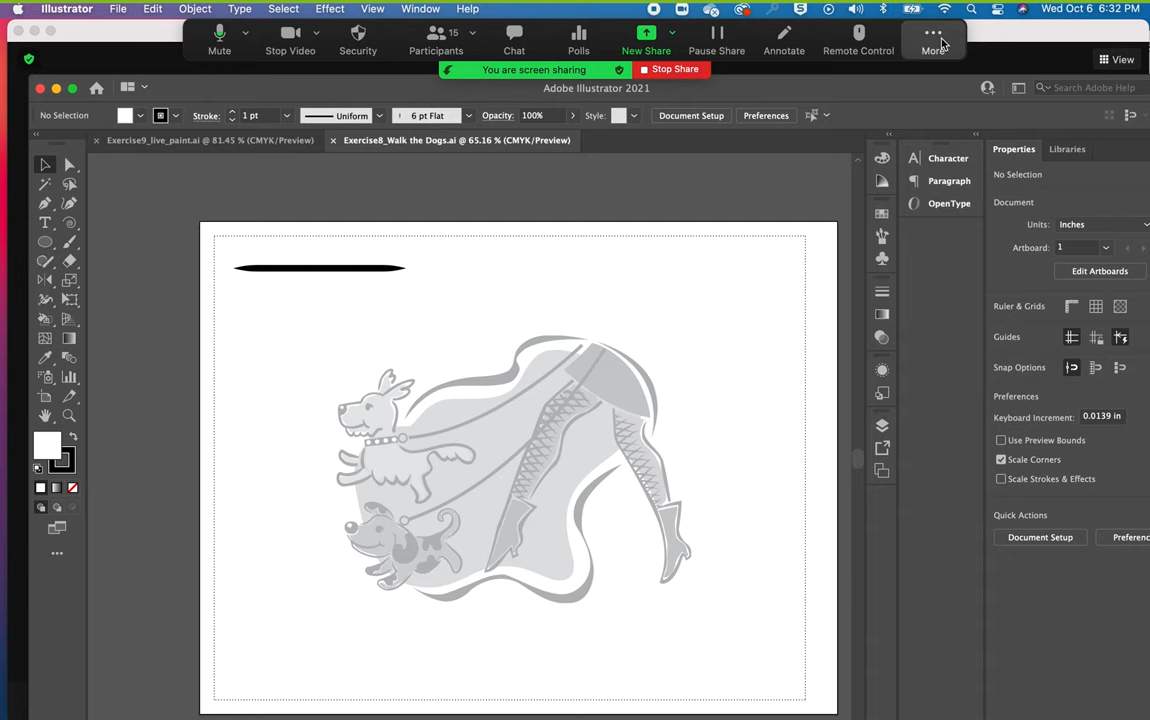 Illustrator File Edit Object Type Select Effect View Window Help Wed Oct 6 6:32 PM
15
Mute Stop Video Security Participants Chat Polls New Share Pause Share Annotate Remote Control More
View
You are screen sharing Stop Share
Adobe Illustrator 2021
Search Adobe Help
No Selection Stroke: 1 pt Uniform 6 pt Flat Opacity: 100% Style: Document Setup Preferences
Exercise9_live_paint.ai @ 81.45 % (CMYK/Preview) Exercise8_Walk the Dogs.ai @ 65.16 % (CMYK/Preview)
Character
Paragraph
OpenType
Properties Libraries
No Selection
Document
Units: Inches
Artboard: 1
Edit Artboards
Ruler & Grids
Guides
Snap Options
Preferences
Keyboard Increment: 0.0139 in
Use Preview Bounds
Scale Corners
Scale Strokes & Effects
Quick Actions
Document Setup Preferenc